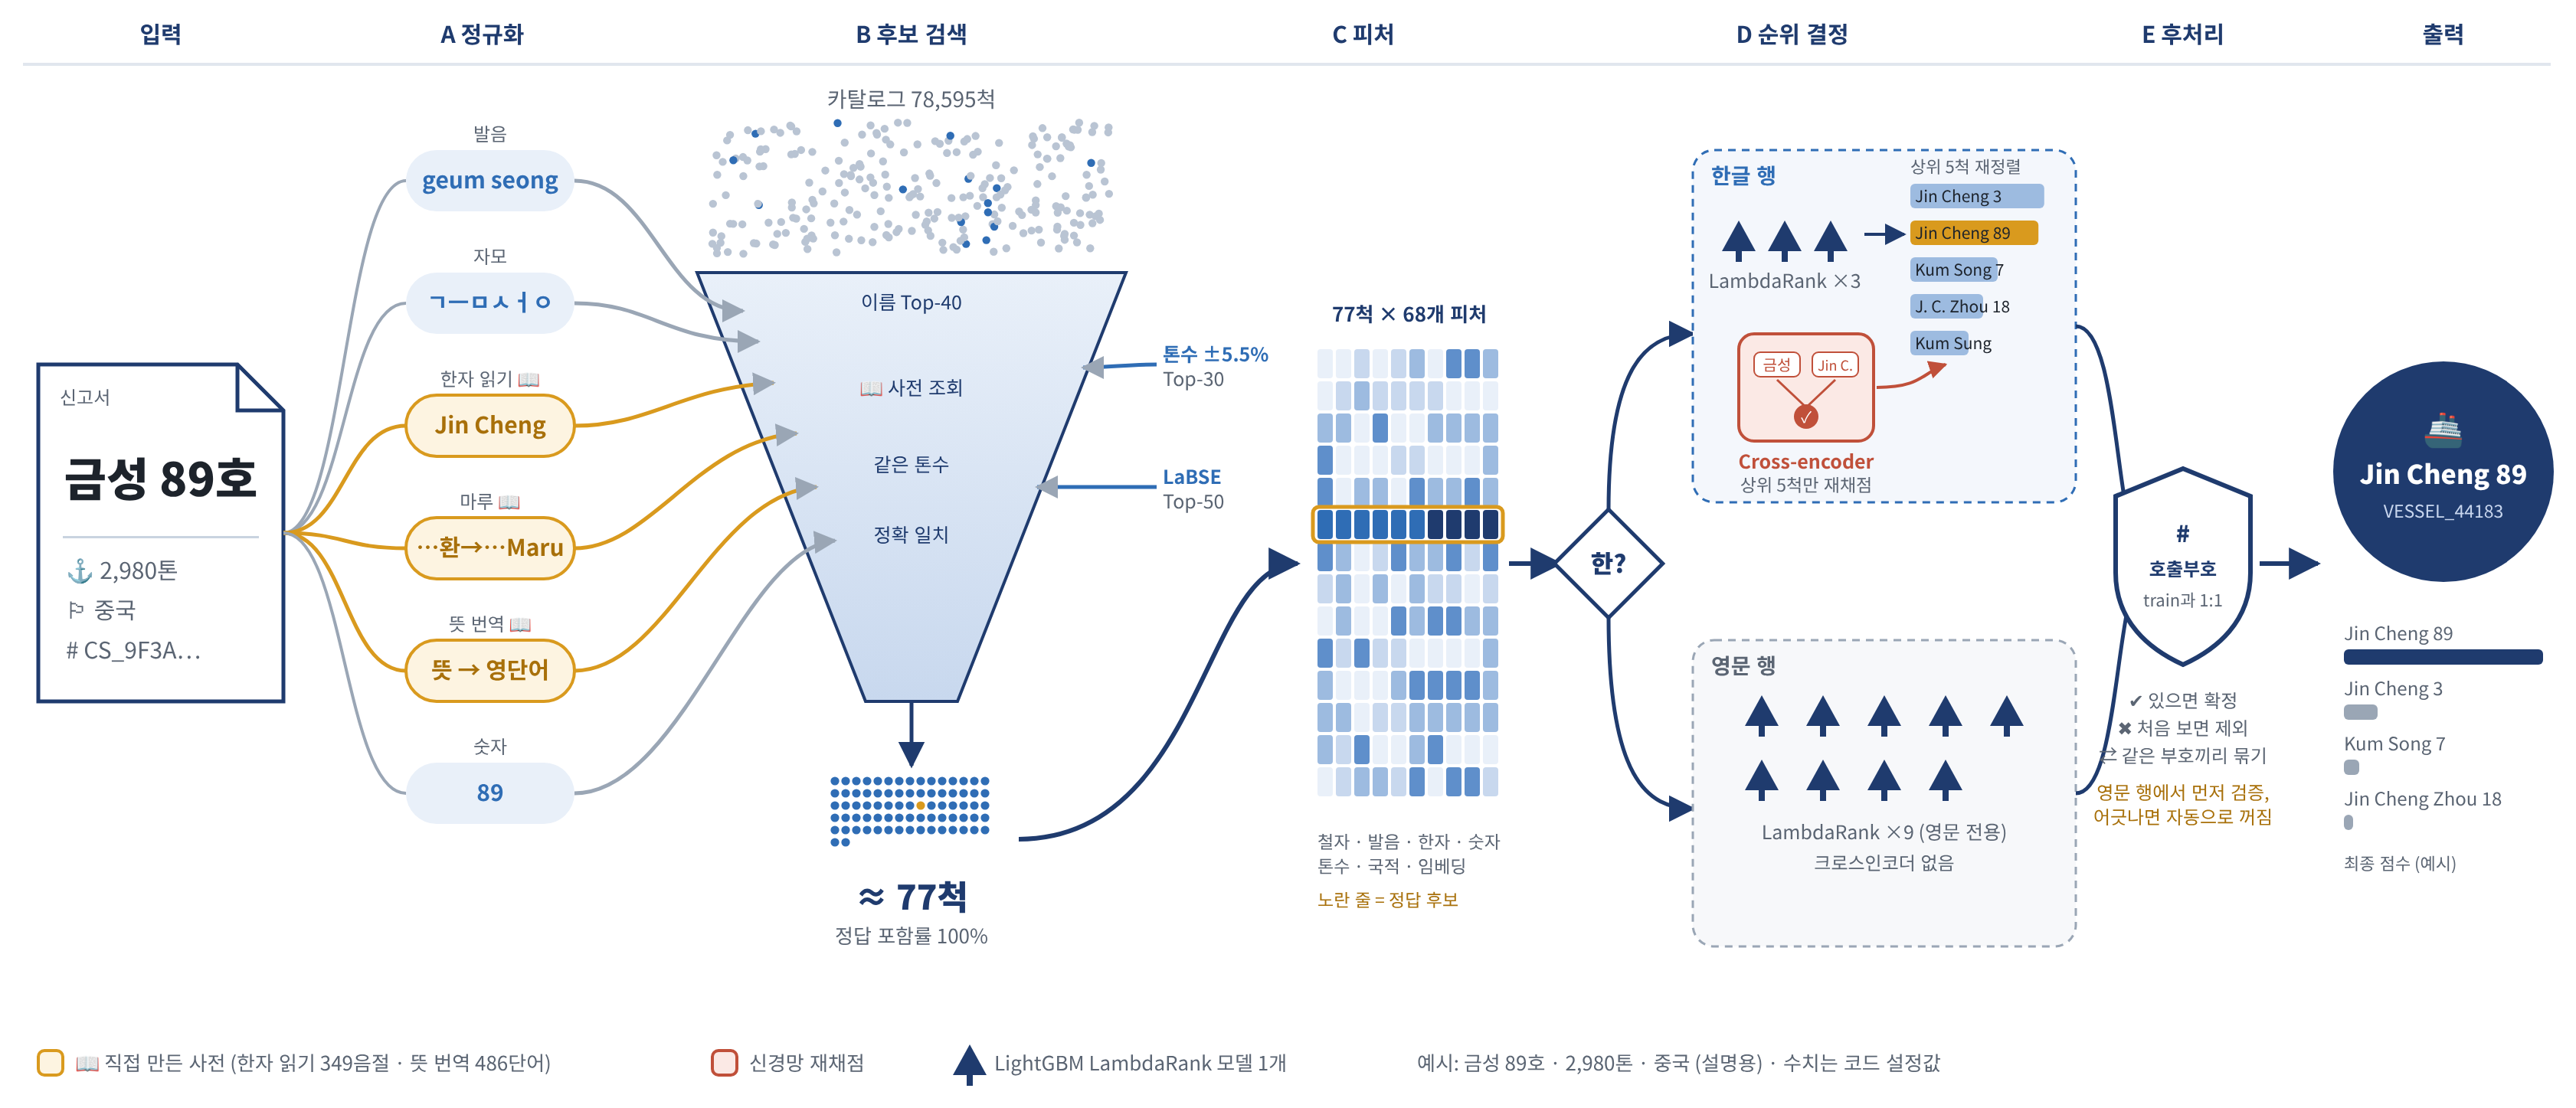 입력
A 정규화
B 후보 검색
C 피처
D 순위 결정
E 후처리
출력
신고서
금성 89호
⚓ 2,980톤
🏳 중국
# CS_9F3A…
발음
geum seong
자모
ㄱㅡㅁㅅㅓㅇ
한자 읽기 📖
Jin Cheng
마루 📖
…환→…Maru
뜻 번역 📖
뜻 → 영단어
숫자
89
카탈로그 78,595척
이름 Top-40
📖 사전 조회
같은 톤수
정확 일치
톤수 ±5.5%
Top-30
LaBSE
Top-50
≈ 77척
정답 포함률 100%
77척 × 68개 피처
철자 · 발음 · 한자 · 숫자
톤수 · 국적 · 임베딩
노란 줄 = 정답 후보
한?
한글 행
LambdaRank ×3
상위 5척 재정렬
Jin Cheng 3
Jin Cheng 89
Kum Song 7
J. C. Zhou 18
Kum Sung
금성
Jin C.
✓
Cross-encoder
상위 5척만 재채점
영문 행
LambdaRank ×9 (영문 전용)
크로스인코더 없음
#
호출부호
train과 1:1
✔ 있으면 확정
✖ 처음 보면 제외
⇄ 같은 부호끼리 묶기
영문 행에서 먼저 검증,
어긋나면 자동으로 꺼짐
🚢
Jin Cheng 89
VESSEL_44183
Jin Cheng 89
Jin Cheng 3
Kum Song 7
Jin Cheng Zhou 18
최종 점수 (예시)
📖 직접 만든 사전 (한자 읽기 349음절 · 뜻 번역 486단어)
신경망 재채점
LightGBM LambdaRank 모델 1개
예시: 금성 89호 · 2,980톤 · 중국 (설명용) · 수치는 코드 설정값